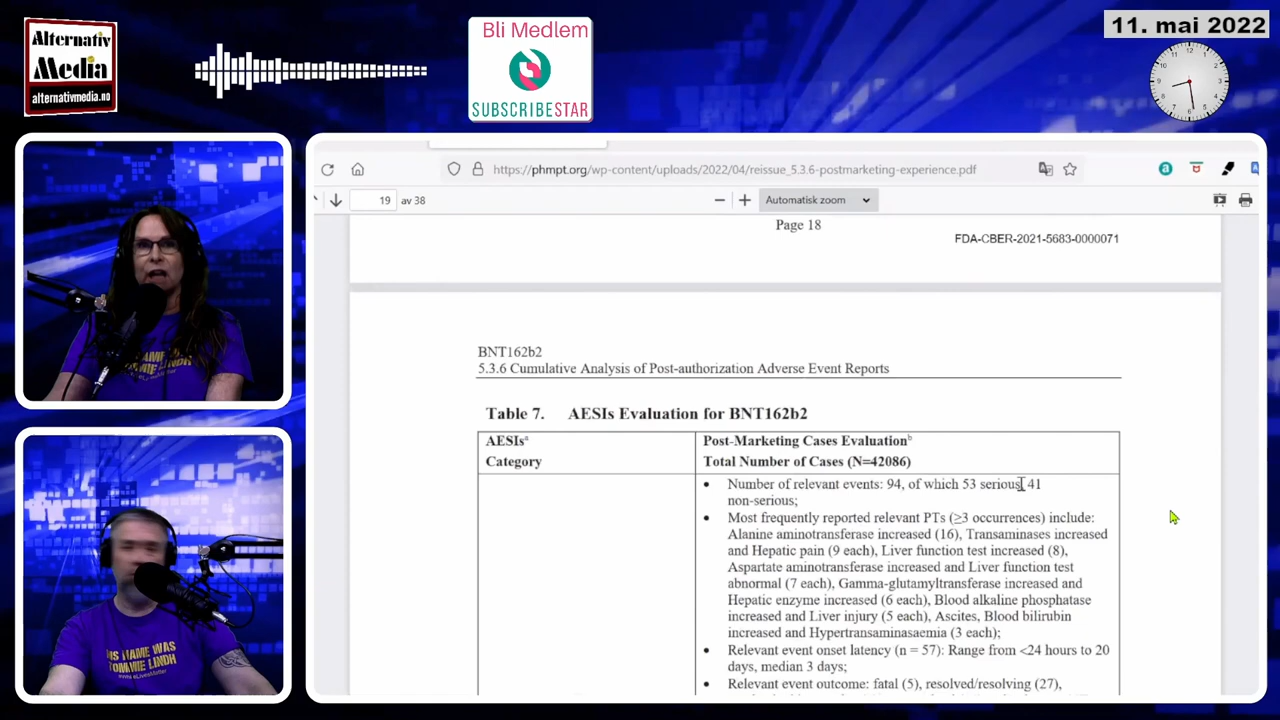 Alternativ
Media
alternativmedia.no
Bli Medlem
SUBSCRIBESTAR
11. mai 2022
https://phmpt.org/wp-content/uploads/2022/04/reissue_5.3.6-postmarketing-experience.pdf
19 av 38
Automatisk zoom
Page 18
FDA-CBER-2021-5683-0000071
BNT162b2
5.3.6 Cumulative Analysis of Post-authorization Adverse Event Reports
Table 7. AESIs Evaluation for BNT162b2
AESIsᵃ
Category
Post-Marketing Cases Evaluationᵇ
Total Number of Cases (N=42086)
• Number of relevant events: 94, of which 53 serious, 41
non-serious;
• Most frequently reported relevant PTs (≥3 occurrences) include:
Alanine aminotransferase increased (16), Transaminases increased
and Hepatic pain (9 each), Liver function test increased (8),
Aspartate aminotransferase increased and Liver function test
abnormal (7 each), Gamma-glutamyltransferase increased and
Hepatic enzyme increased (6 each), Blood alkaline phosphatase
increased and Liver injury (5 each), Ascites, Blood bilirubin
increased and Hypertransaminasaemia (3 each);
• Relevant event onset latency (n = 57): Range from <24 hours to 20
days, median 3 days;
• Relevant event outcome: fatal (5), resolved/resolving (27),
HIS NAME WAS
TOMMIE LINDH